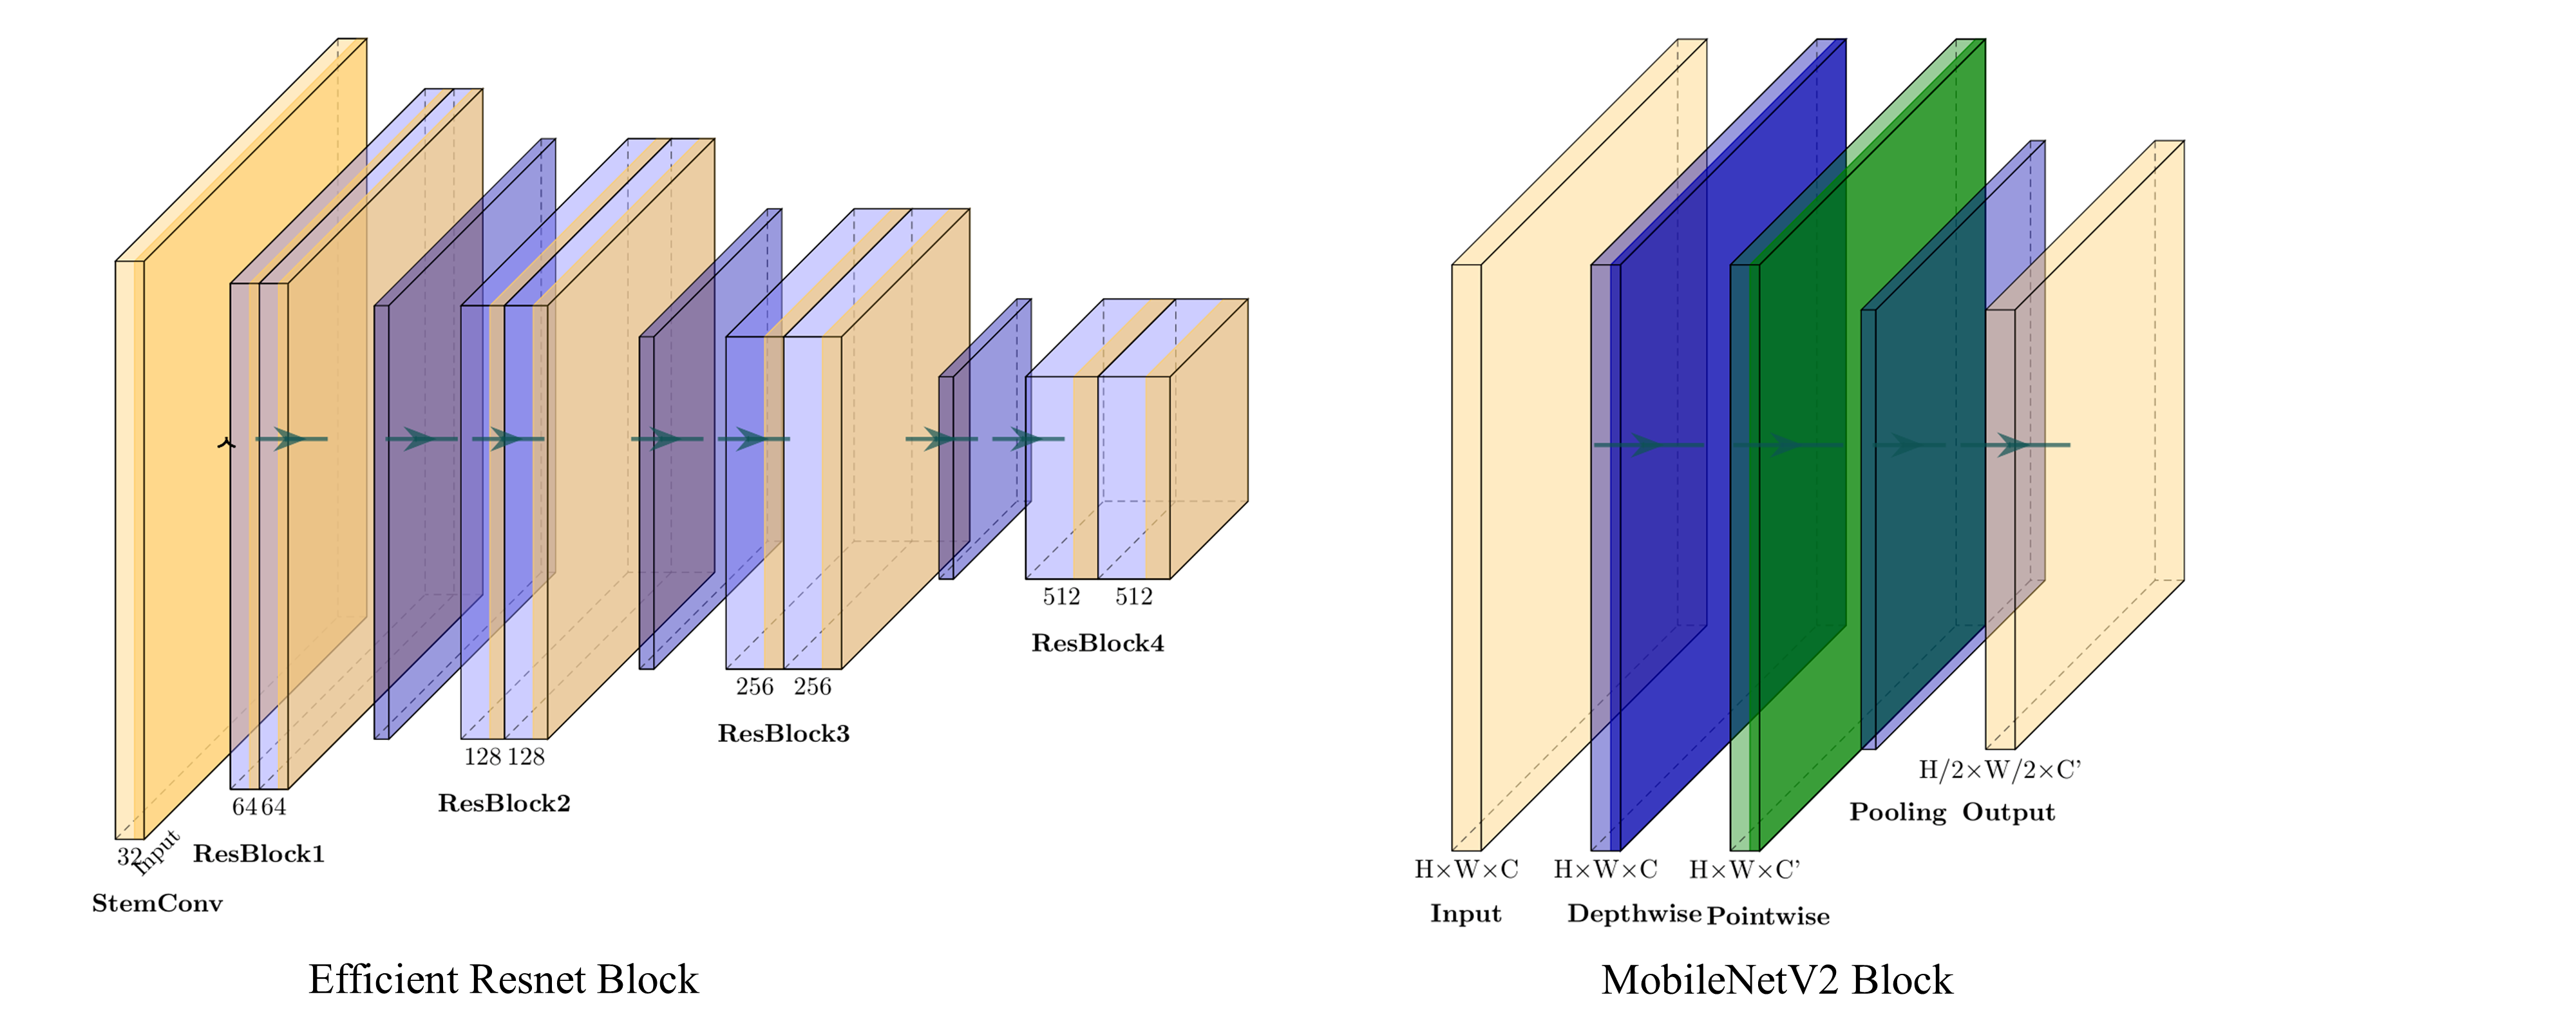 32
Input
StemConv
64 64
ResBlock1
128 128
ResBlock2
256 256
ResBlock3
512 512
ResBlock4
Efficient Resnet Block
H×W×C
Input
H×W×C
Depthwise
H×W×C’
Pointwise
Pooling
H/2×W/2×C’
Output
MobileNetV2 Block